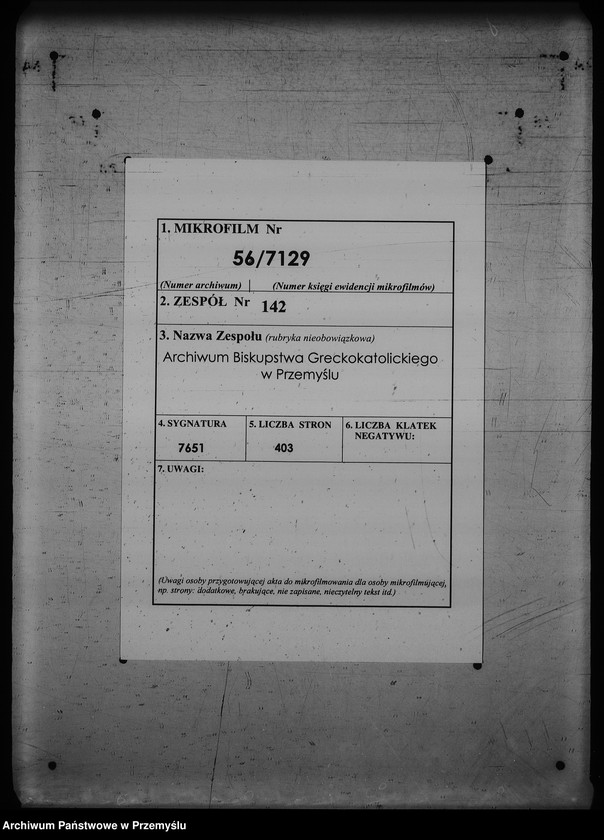 1. MIKROFILM Nr
56/7129
(Numer archiwum) (Numer księgi ewidencji mikrofilmów)
2. ZESPÓŁ Nr 142
3. Nazwa Zespołu (rubryka nieobowiązkowa)
Archiwum Biskupstwa Greckokatolickiego
w Przemyślu
4. SYGNATURA
7651
5. LICZBA STRON
403
6. LICZBA KLATEK
NEGATYWU:
7. UWAGI:
(Uwagi osoby przygotowującej akta do mikrofilmowania dla osoby mikrofilmującej,
np. strony: dodatkowe, brakujące, nie zapisane, nieczytelny tekst itd.)
Archiwum Państwowe w Przemyślu